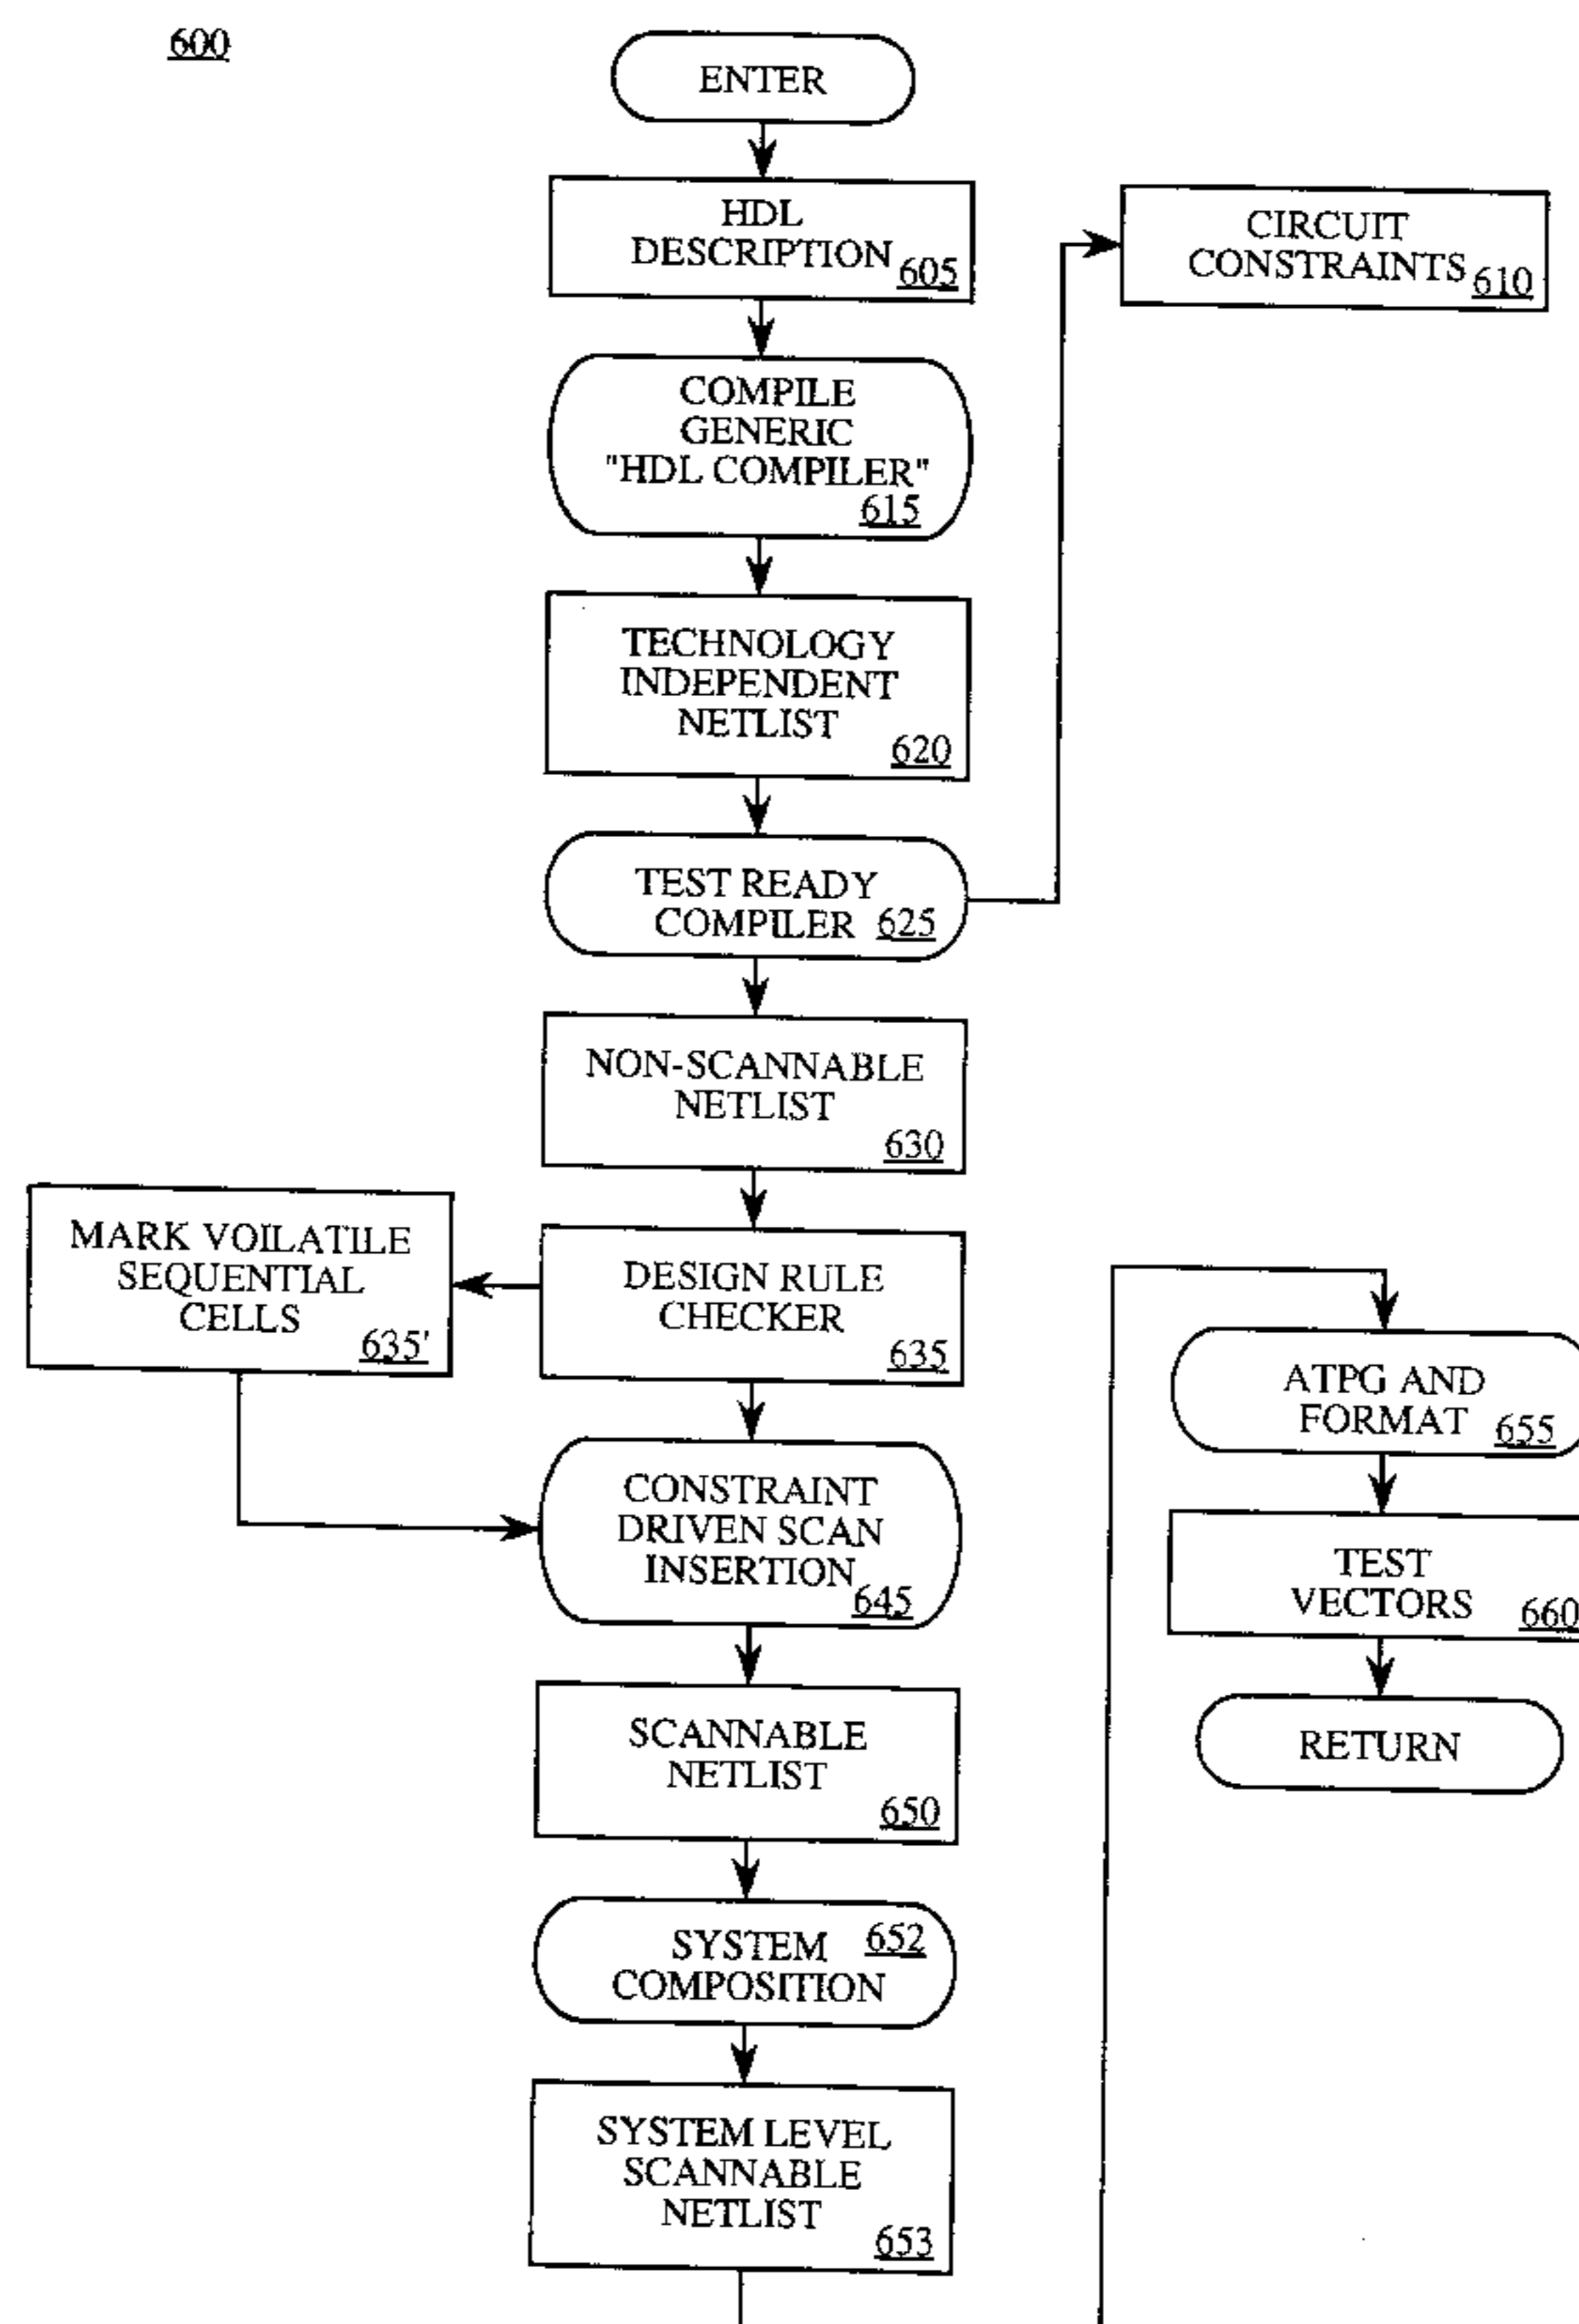 600
ENTER
HDL
DESCRIPTION 605
CIRCUIT
CONSTRAINTS 610
COMPILE
GENERIC
"HDL COMPILER"
615
TECHNOLOGY
INDEPENDENT
NETLIST
620
TEST READY
COMPILER 625
NON-SCANNABLE
NETLIST
630
MARK VOILATILE
SEQUENTIAL
CELLS
635'
DESIGN RULE
CHECKER
635
CONSTRAINT
DRIVEN SCAN
INSERTION
645
SCANNABLE
NETLIST
650
SYSTEM 652
COMPOSITION
SYSTEM LEVEL
SCANNABLE
NETLIST
653
ATPG AND
FORMAT 655
TEST
VECTORS 660
RETURN